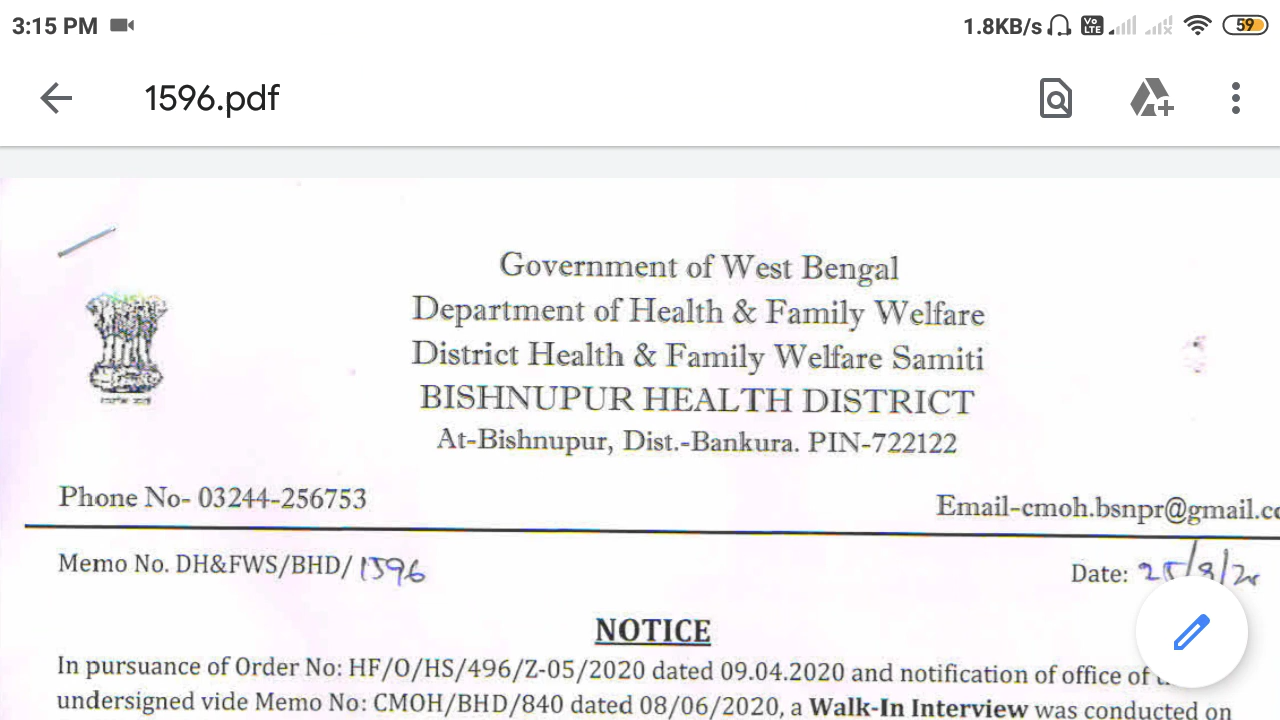 3:15 PM 1.8KB/s Vo LTE 59
1596.pdf
Government of West Bengal
Department of Health & Family Welfare
District Health & Family Welfare Samiti
BISHNUPUR HEALTH DISTRICT
At-Bishnupur, Dist.-Bankura. PIN-722122
Phone No- 03244-256753 Email-cmoh.bsnpr@gmail.co
Memo No. DH&FWS/BHD/1596 Date: 25/8/20
NOTICE
In pursuance of Order No: HF/O/HS/496/Z-05/2020 dated 09.04.2020 and notification of office of
undersigned vide Memo No: CMOH/BHD/840 dated 08/06/2020, a Walk-In Interview was conducted on